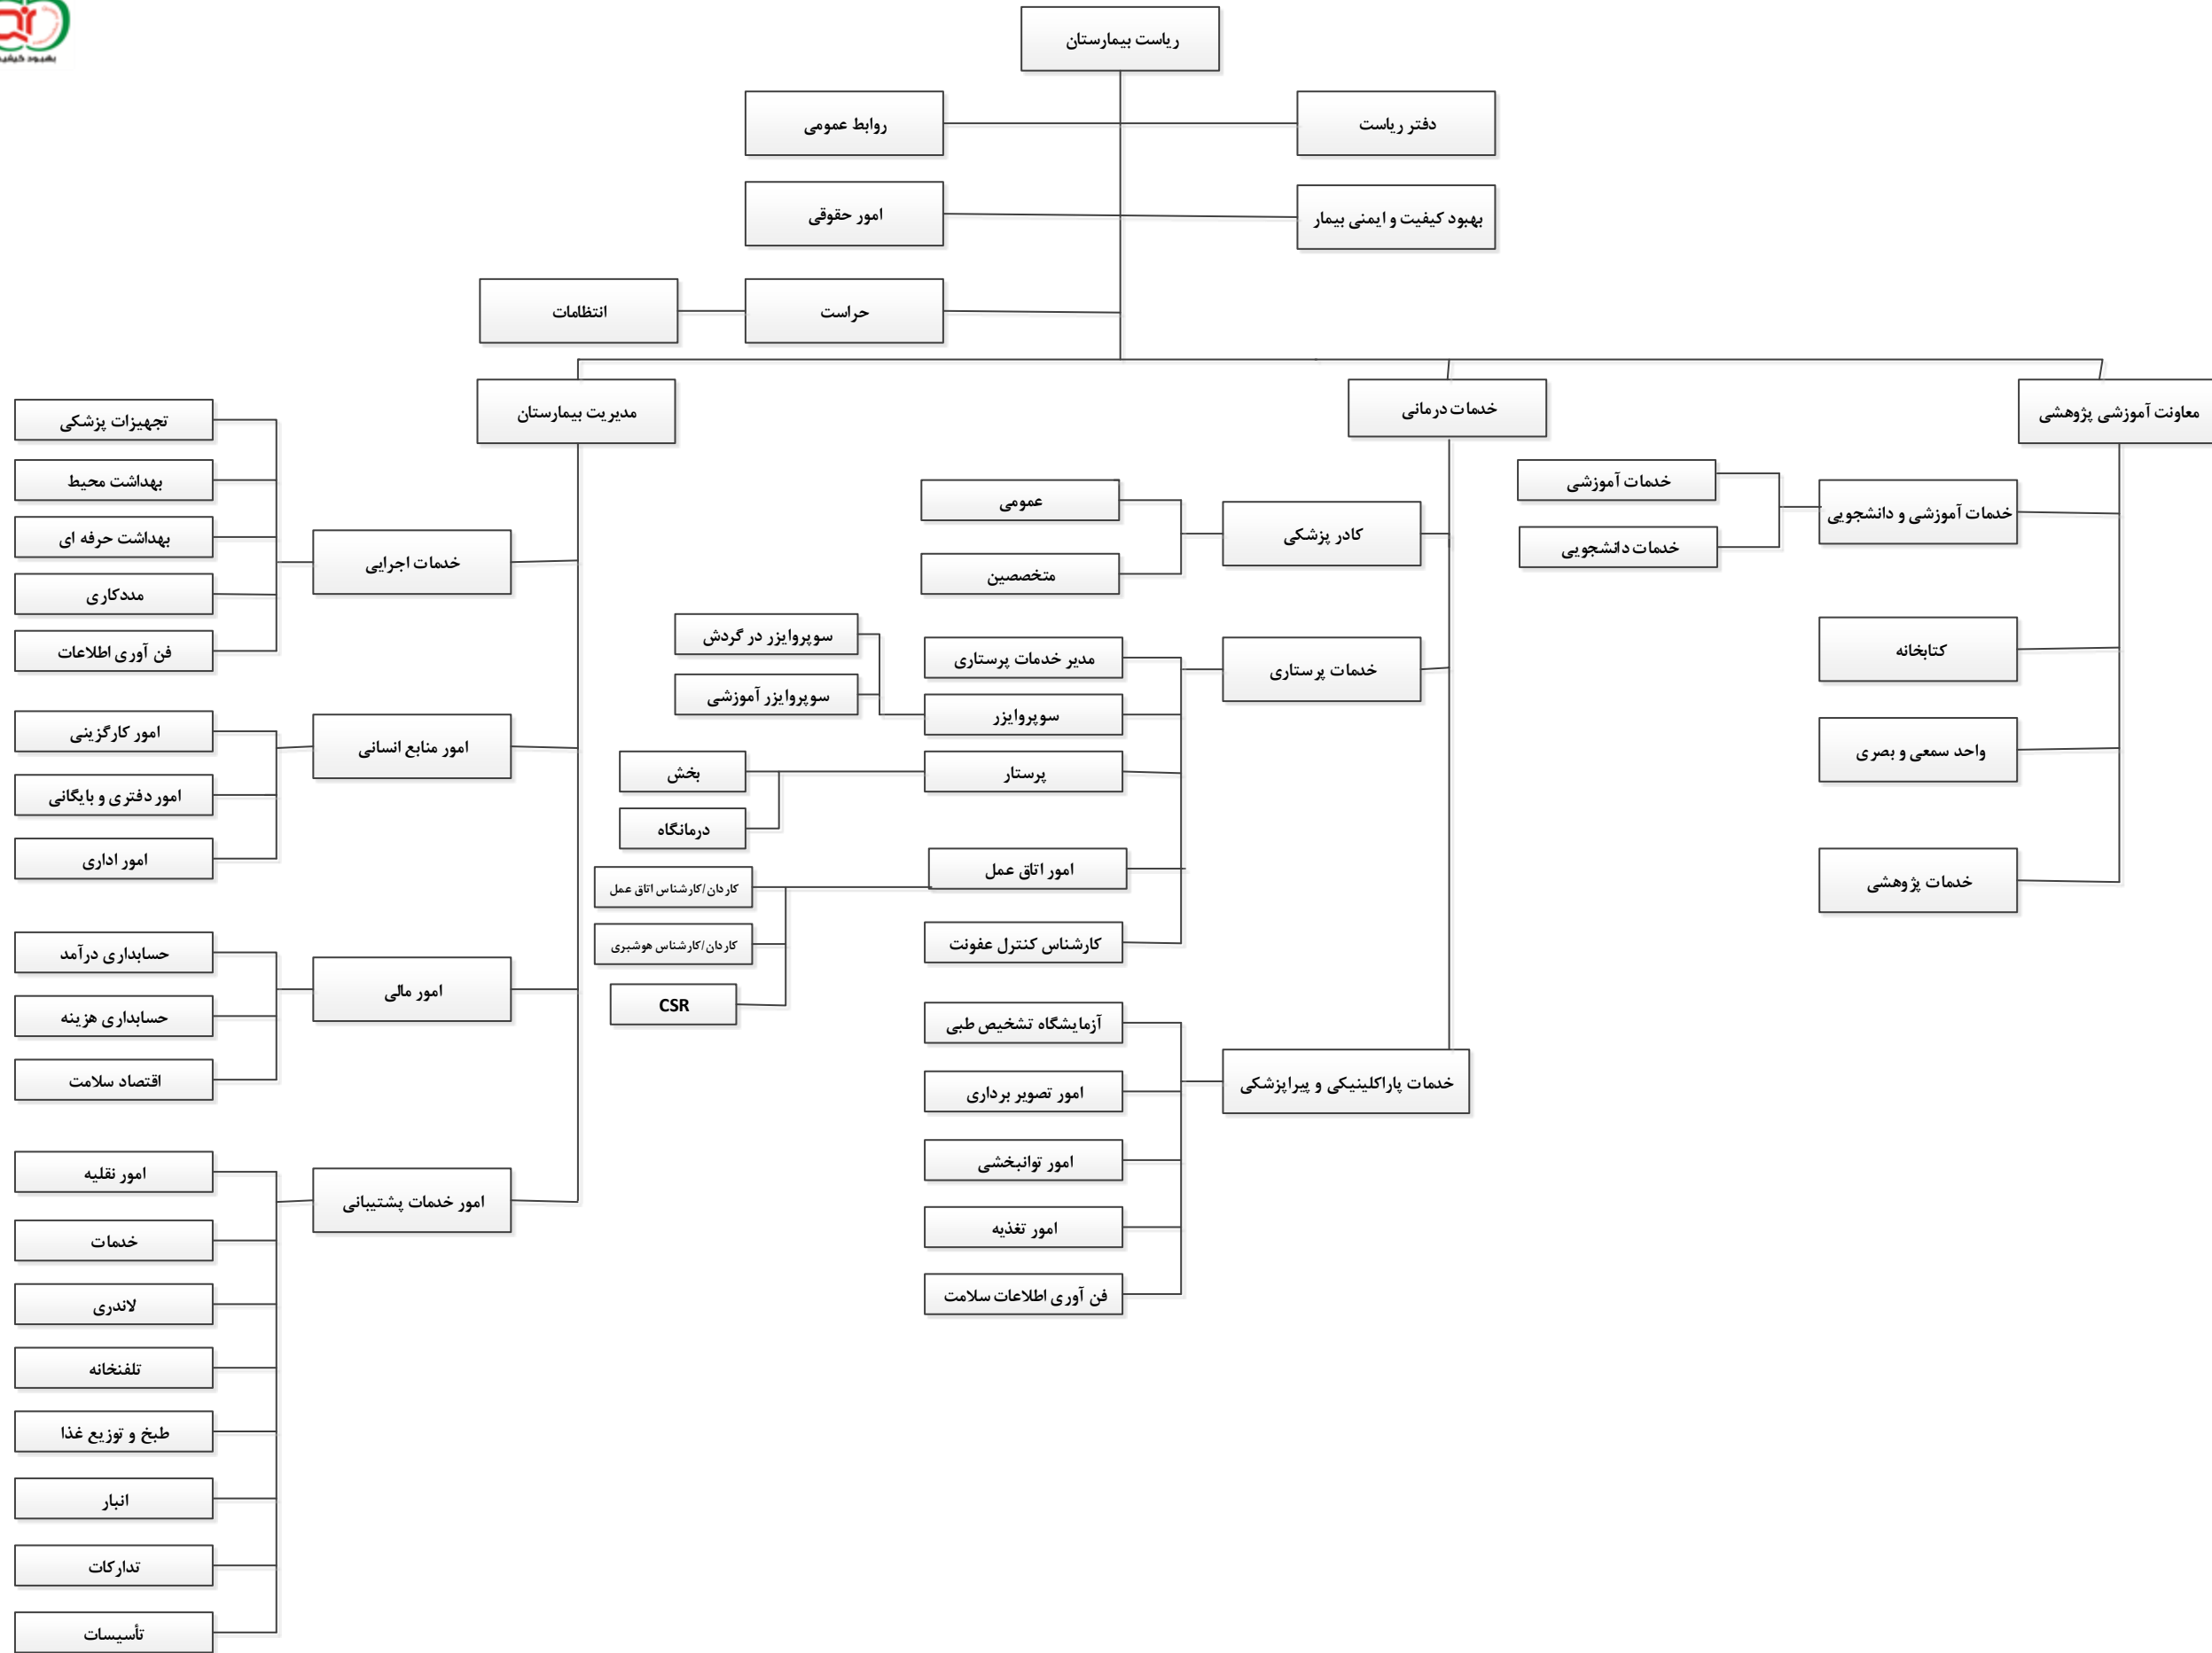 بهبود کیفیت
ریاست بیمارستان
دفتر ریاست
روابط عمومی
بهبود کیفیت و ایمنی بیمار
امور حقوقی
حراست
انتظامات
معاونت آموزشی پژوهشی
خدمات درمانی
مدیریت بیمارستان
خدمات آموزشی و دانشجویی
خدمات آموزشی
خدمات دانشجویی
کتابخانه
واحد سمعی و بصری
خدمات پژوهشی
کادر پزشکی
عمومی
متخصصین
خدمات پرستاری
مدیر خدمات پرستاری
سوپروایزر
سوپروایزر در گردش
سوپروایزر آموزشی
پرستار
بخش
درمانگاه
امور اتاق عمل
کاردان/کارشناس اتاق عمل
کاردان/کارشناس هوشبری
CSR
کارشناس کنترل عفونت
خدمات پاراکلینیکی و پیراپزشکی
آزمایشگاه تشخیص طبی
امور تصویر برداری
امور توانبخشی
امور تغذیه
فن آوری اطلاعات سلامت
خدمات اجرایی
تجهیزات پزشکی
بهداشت محیط
بهداشت حرفه ای
مددکاری
فن آوری اطلاعات
امور منابع انسانی
امور کارگزینی
امور دفتری و بایگانی
امور اداری
امور مالی
حسابداری درآمد
حسابداری هزینه
اقتصاد سلامت
امور خدمات پشتیبانی
امور نقلیه
خدمات
لاندری
تلفنخانه
طبخ و توزیع غذا
انبار
تدارکات
تأسیسات